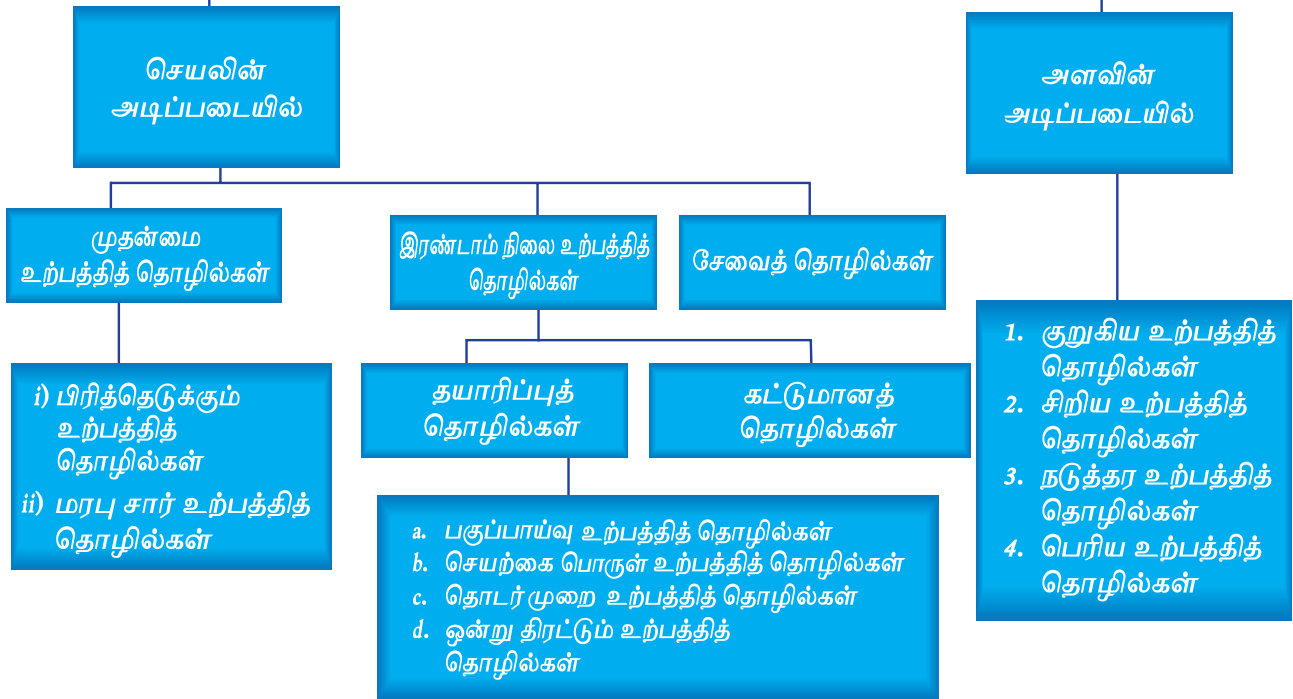 செயலின்
அடிப்படையில்
அளவின்
அடிப்படையில்
முதன்மை
உற்பத்தித் தொழில்கள்
இரண்டாம் நிலை உற்பத்தித்
தொழில்கள்
சேவைத் தொழில்கள்
i) பிரித்தெடுக்கும்
உற்பத்தித்
தொழில்கள்
ii) மரபு சார் உற்பத்தித்
தொழில்கள்
தயாரிப்புத்
தொழில்கள்
கட்டுமானத்
தொழில்கள்
a. பகுப்பாய்வு உற்பத்தித் தொழில்கள்
b. செயற்கை பொருள் உற்பத்தித் தொழில்கள்
c. தொடர்முறை உற்பத்தித் தொழில்கள்
d. ஒன்று திரட்டும் உற்பத்தித்
தொழில்கள்
1. குறுகிய உற்பத்தித்
தொழில்கள்
2. சிறிய உற்பத்தித்
தொழில்கள்
3. நடுத்தர உற்பத்தித்
தொழில்கள்
4. பெரிய உற்பத்தித்
தொழில்கள்